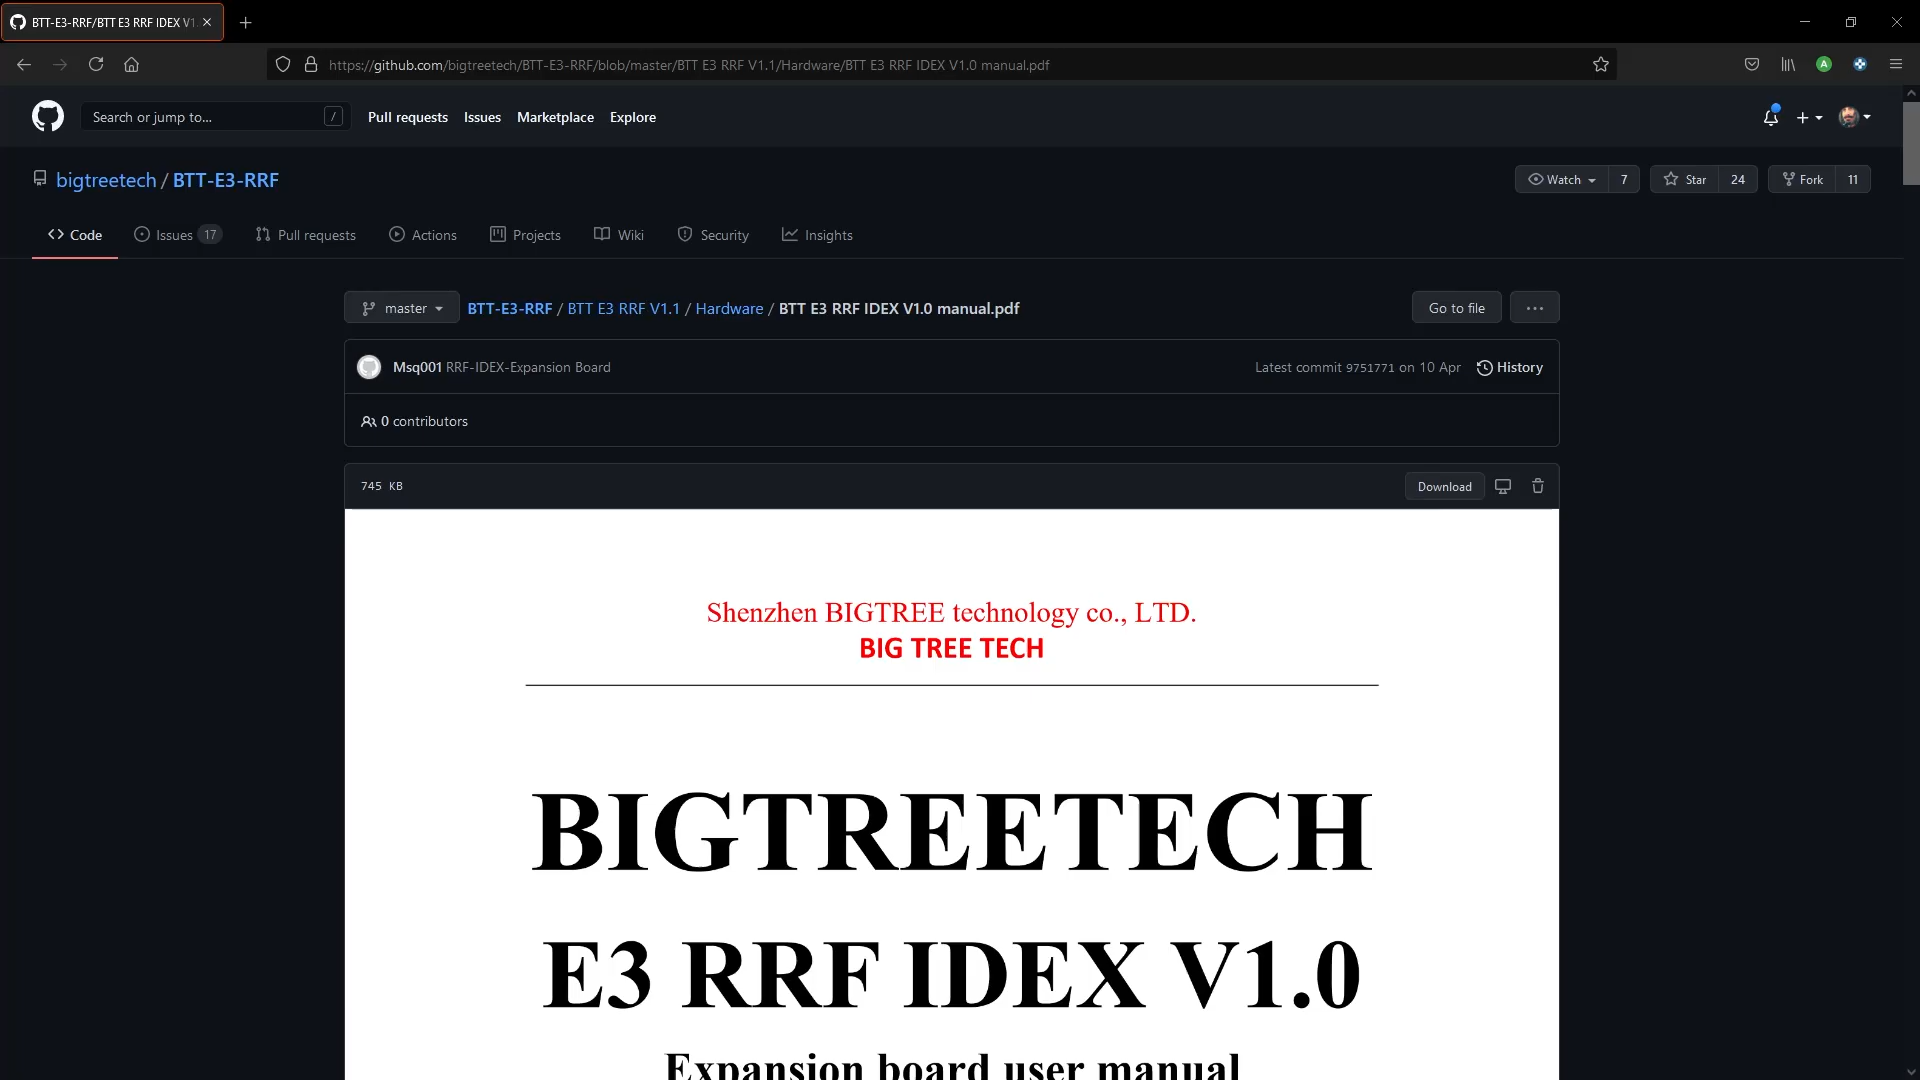 BTT-E3-RRF/BTT E3 RRF IDEX V1.
https://github.com/bigtreetech/BTT-E3-RRF/blob/master/BTT E3 RRF V1.1/Hardware/BTT E3 RRF IDEX V1.0 manual.pdf
A
Search or jump to... /
Pull requests Issues Marketplace Explore
bigtreetech / BTT-E3-RRF
Watch 7 Star 24 Fork 11
Code Issues 17 Pull requests Actions Projects Wiki Security Insights
master BTT-E3-RRF / BTT E3 RRF V1.1 / Hardware / BTT E3 RRF IDEX V1.0 manual.pdf Go to file ...
Msq001 RRF-IDEX-Expansion Board Latest commit 9751771 on 10 Apr History
0 contributors
745 KB Download
Shenzhen BIGTREE technology co., LTD.
BIG TREE TECH
BIGTREETECH
E3 RRF IDEX V1.0
Expansion board user manual